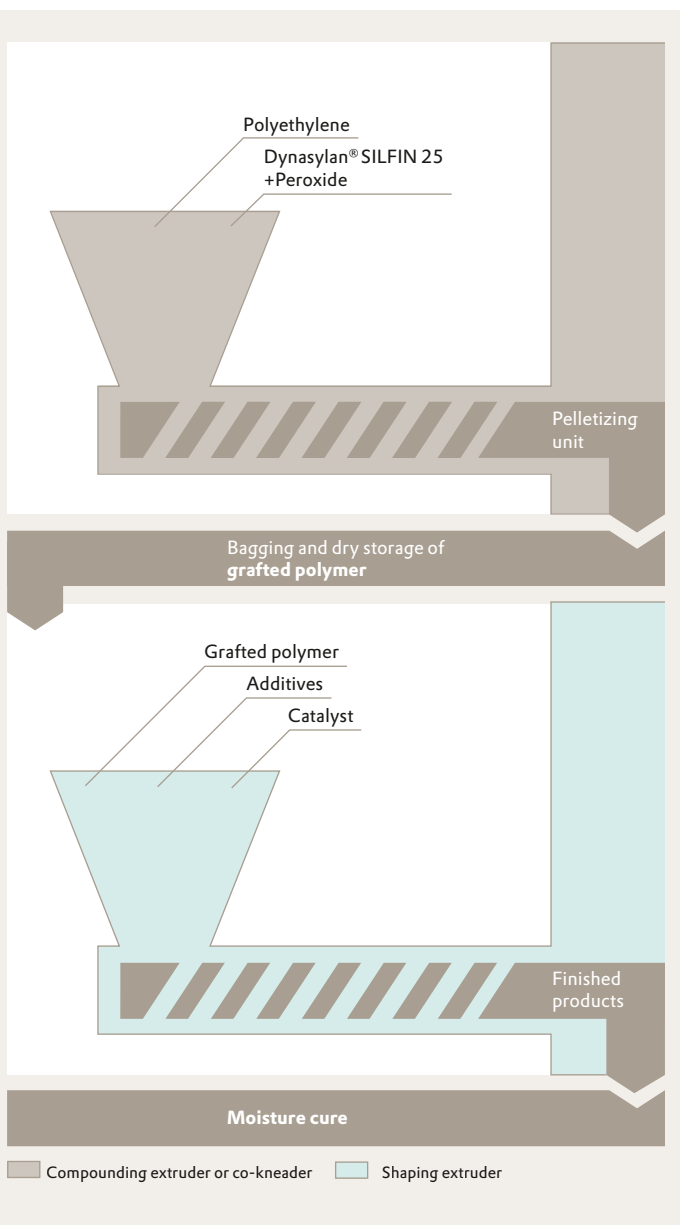 Polyethylene
Dynasylan® SILFIN 25
+Peroxide
Pelletizing
unit
Bagging and dry storage of
grafted polymer
Grafted polymer
Additives
Catalyst
Finished
products
Moisture cure
Compounding extruder or co-kneader
Shaping extruder